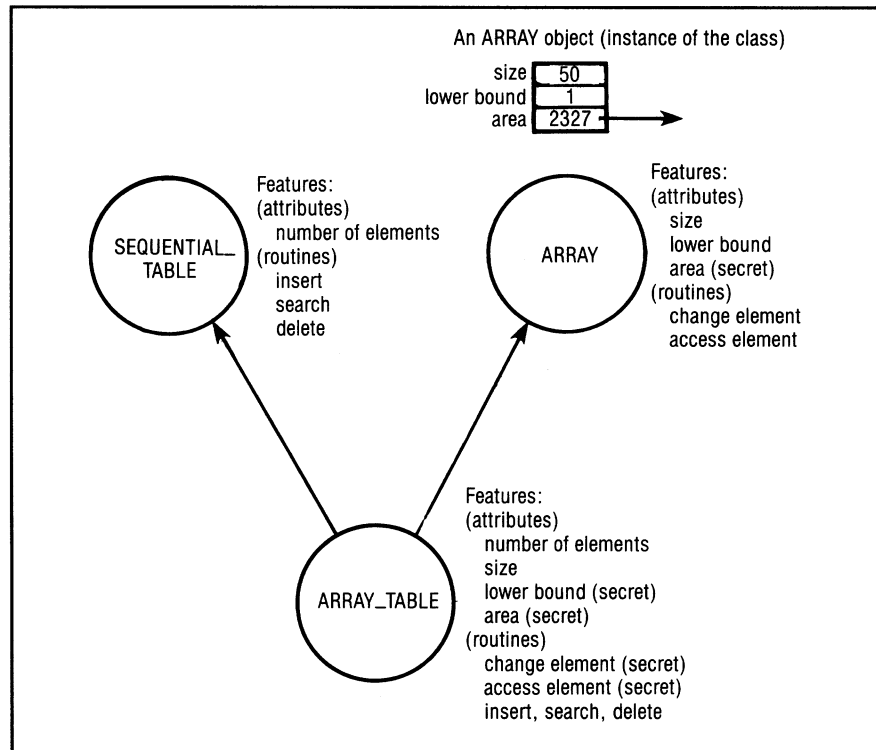 An ARRAY object (instance of the class)
size 50
lower bound 1
area 2327
SEQUENTIAL_
TABLE
Features:
(attributes)
number of elements
(routines)
insert
search
delete
ARRAY
Features:
(attributes)
size
lower bound
area (secret)
(routines)
change element
access element
ARRAY_TABLE
Features:
(attributes)
number of elements
size
lower bound (secret)
area (secret)
(routines)
change element (secret)
access element (secret)
insert, search, delete